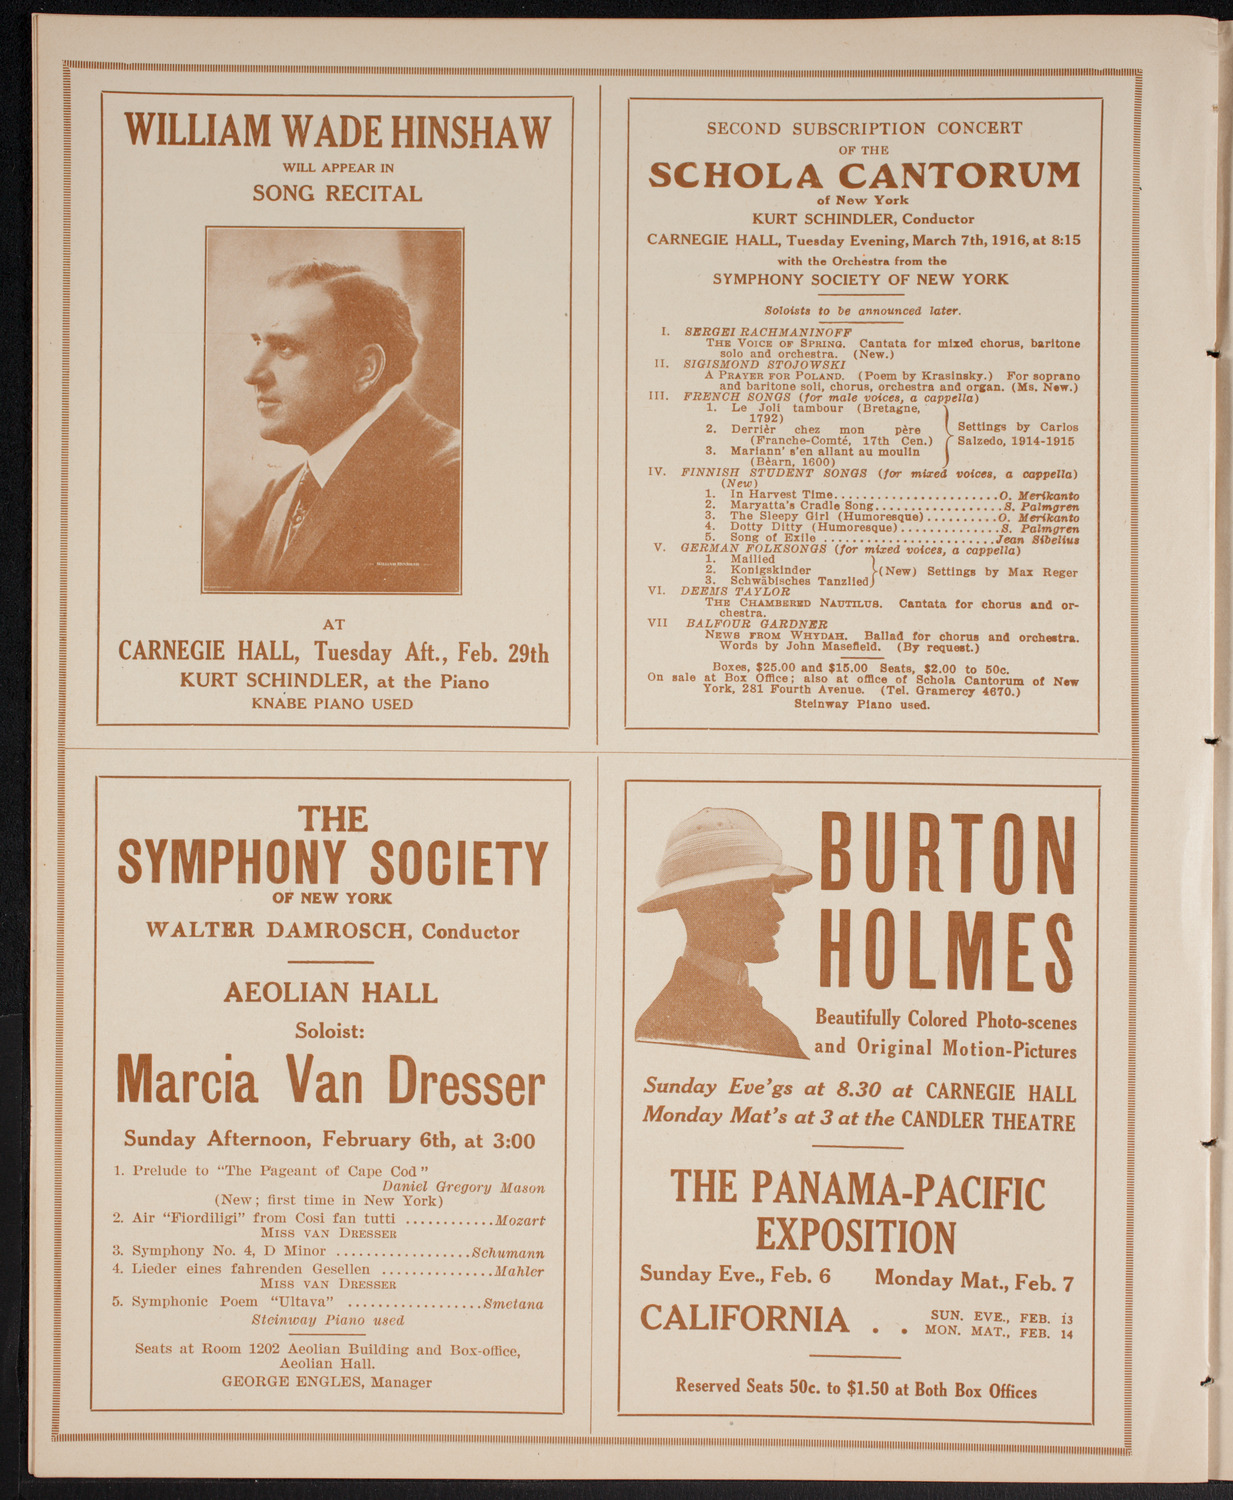 WILLIAM WADE HINSHAW
WILL APPEAR IN
SONG RECITAL
AT
CARNEGIE HALL, Tuesday Aft., Feb. 29th
KURT SCHINDLER, at the Piano
KNABE PIANO USED
SECOND SUBSCRIPTION CONCERT
OF THE
SCHOLA CANTORUM
of New York
KURT SCHINDLER, Conductor
CARNEGIE HALL, Tuesday Evening, March 7th, 1916, at 8:15
with the Orchestra from the
SYMPHONY SOCIETY OF NEW YORK
Soloists to be announced later.
I. SERGEI RACHMANINOFF
THE VOICE OF SPRING. Cantata for mixed chorus, baritone
solo and orchestra. (New.)
II. SIGISMOND STOJOWSKI
A PRAYER FOR POLAND. (Poem by Krasinsky.) For soprano
and baritone soli, chorus, orchestra and organ. (Ms. New.)
III. FRENCH SONGS (for male voices, a cappella)
1. Le Joli tambour (Bretagne,
1792)
2. Derrièr chez mon père
(Franche-Comté, 17th Cen.)
3. Mariann' s'en allant au moulin
(Bèarn, 1600)
Settings by Carlos
Salzedo, 1914-1915
IV. FINNISH STUDENT SONGS (for mixed voices, a cappella)
(New)
1. In Harvest Time......................O. Merikanto
2. Maryatta's Cradle Song..................S. Palmgren
3. The Sleepy Girl (Humoresque)..........O. Merikanto
4. Dotty Ditty (Humoresque)..............S. Palmgren
5. Song of Exile ........................Jean Sibelius
V. GERMAN FOLKSONGS (for mixed voices, a cappella)
1. Mailied
2. Konigskinder
3. Schwäbisches Tanzlied
(New) Settings by Max Reger
VI. DEEMS TAYLOR
THE CHAMBERED NAUTILUS. Cantata for chorus and or-
chestra.
VII BALFOUR GARDNER
NEWS FROM WHYDAH. Ballad for chorus and orchestra.
Words by John Masefield. (By request.)
Boxes, $25.00 and $15.00 Seats, $2.00 to 50c.
On sale at Box Office; also at office of Schola Cantorum of New
York, 281 Fourth Avenue. (Tel. Gramercy 4670.)
Steinway Piano used.
THE
SYMPHONY SOCIETY
OF NEW YORK
WALTER DAMROSCH, Conductor
AEOLIAN HALL
Soloist:
Marcia Van Dresser
Sunday Afternoon, February 6th, at 3:00
1. Prelude to "The Pageant of Cape Cod"
Daniel Gregory Mason
(New; first time in New York)
2. Air "Fiordiligi" from Cosi fan tutti ............Mozart
MISS VAN DRESSER
3. Symphony No. 4, D Minor ..................Schumann
4. Lieder eines fahrenden Gesellen ...............Mahler
MISS VAN DRESSER
5. Symphonic Poem "Ultava" ..................Smetana
Steinway Piano used
Seats at Room 1202 Aeolian Building and Box-office,
Aeolian Hall.
GEORGE ENGLES, Manager
BURTON
HOLMES
Beautifully Colored Photo-scenes
and Original Motion-Pictures
Sunday Eve'gs at 8.30 at CARNEGIE HALL
Monday Mat's at 3 at the CANDLER THEATRE
THE PANAMA-PACIFIC
EXPOSITION
Sunday Eve., Feb. 6 Monday Mat., Feb. 7
CALIFORNIA . . SUN. EVE., FEB. 13
MON. MAT., FEB. 14
Reserved Seats 50c. to $1.50 at Both Box Offices